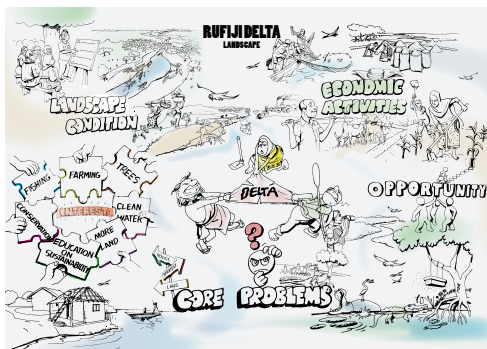 RUFIJI DELTA
LANDSCAPE
LANDSCAPE
CONDITION
ECONOMIC
ACTIVITIES
FISHING
FARMING
TREES
INTERESTS
CLEAN
WATER
CONSERVATION
MORE
LAND
EDUCATION
ON
SUSTAINABILITY
DELTA
OPPORTUNITY
?
LAND
CORE PROBLEMS